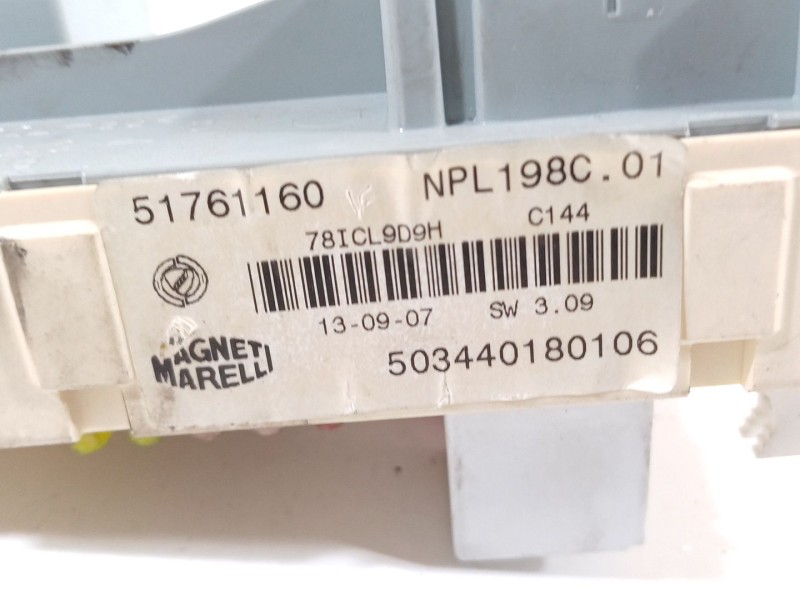 51761160 NPL198C.01
78ICL9D9H C144
13-09-07 SW 3.09
MAGNETI
MARELLI
503440180106